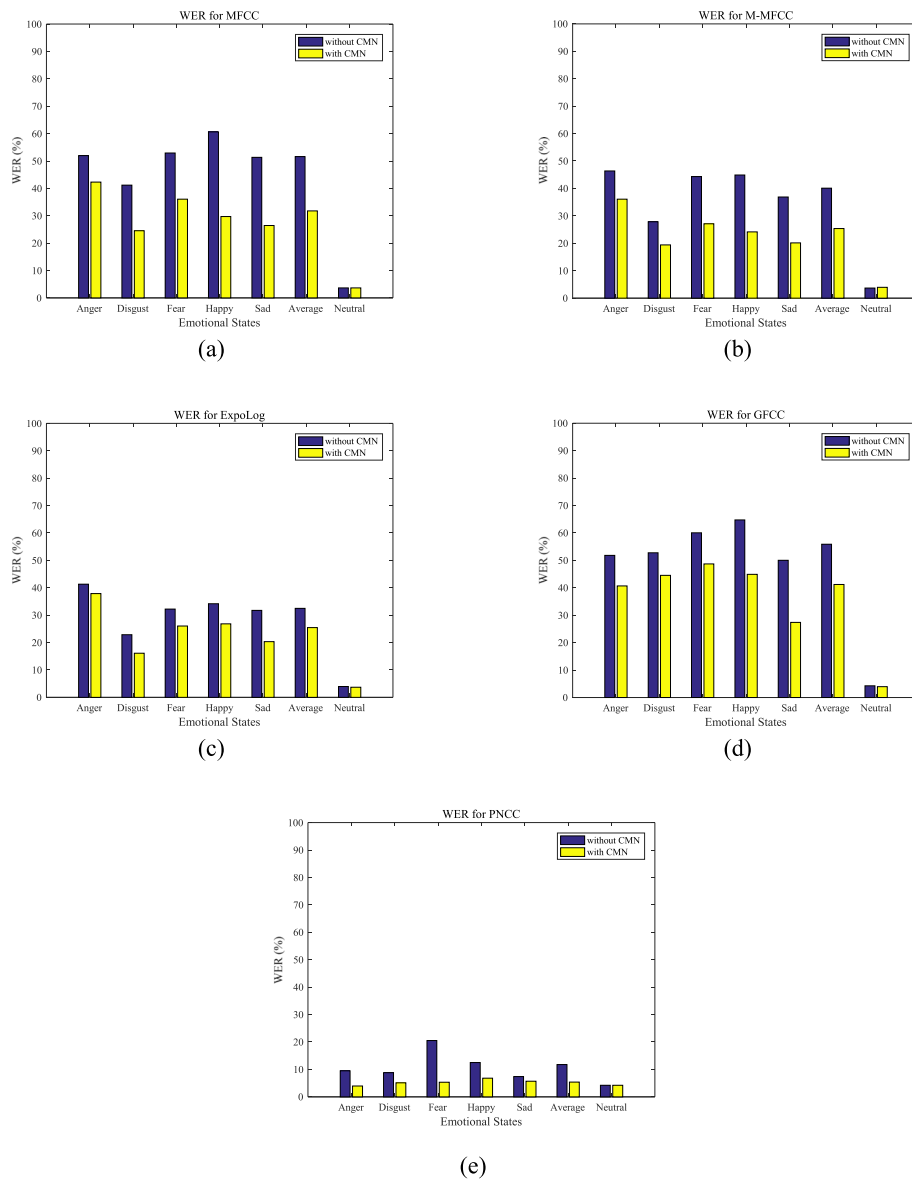 WER for MFCC
100
90
80
70
60
50
40
30
20
10
0
WER (%)
without CMN
with CMN
Anger Disgust Fear Happy Sad Average Neutral
Emotional States
(a)
WER for M-MFCC
100
90
80
70
60
50
40
30
20
10
0
WER (%)
without CMN
with CMN
Anger Disgust Fear Happy Sad Average Neutral
Emotional States
(b)
WER for ExpoLog
100
90
80
70
60
50
40
30
20
10
0
WER (%)
without CMN
with CMN
Anger Disgust Fear Happy Sad Average Neutral
Emotional States
(c)
WER for GFCC
100
90
80
70
60
50
40
30
20
10
0
WER (%)
without CMN
with CMN
Anger Disgust Fear Happy Sad Average Neutral
Emotional States
(d)
WER for PNCC
100
90
80
70
60
50
40
30
20
10
0
WER (%)
without CMN
with CMN
Anger Disgust Fear Happy Sad Average Neutral
Emotional States
(e)